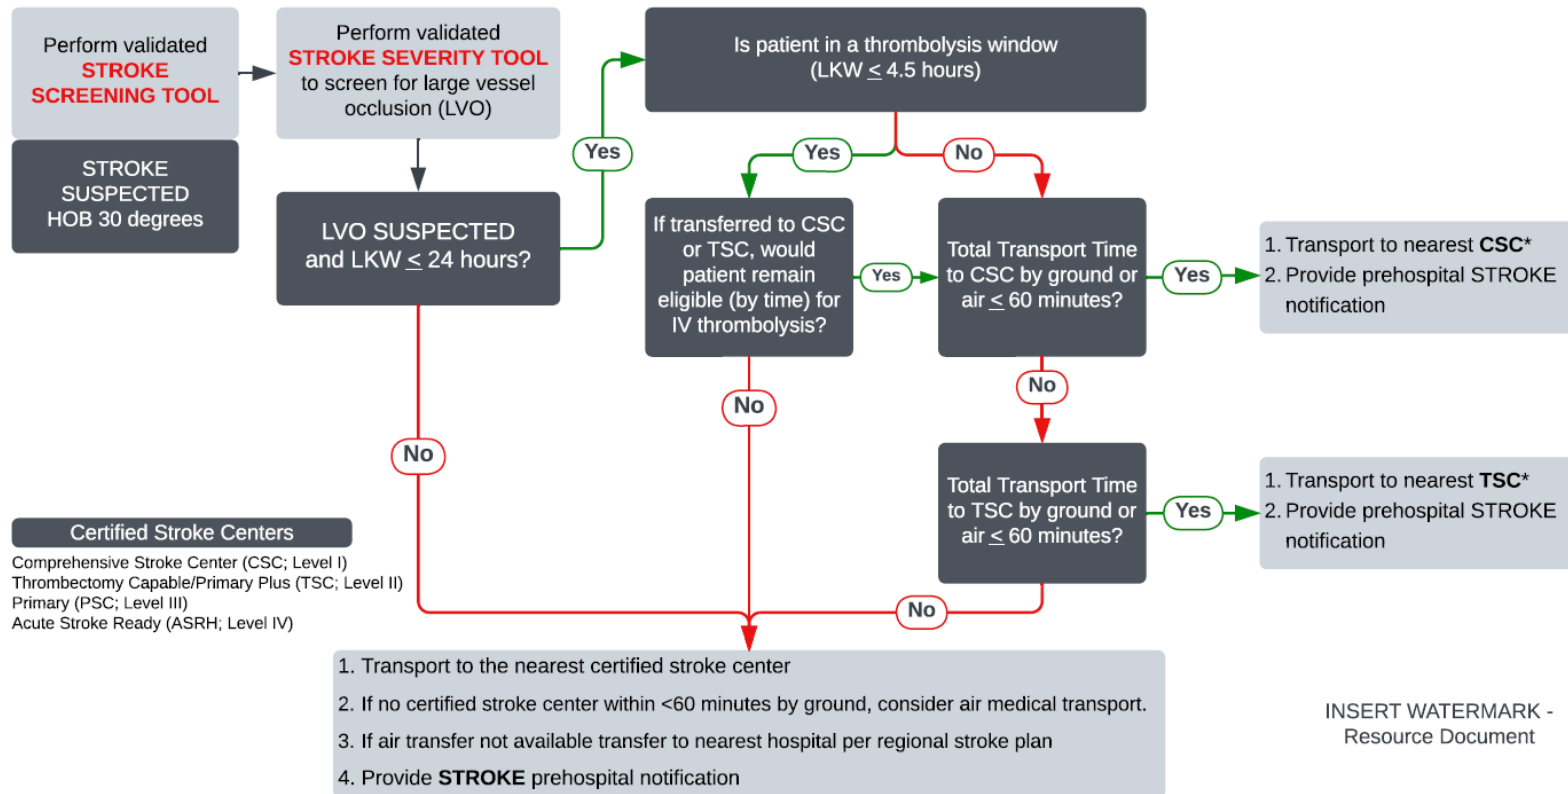 Perform validated
STROKE
SCREENING TOOL
STROKE
SUSPECTED
HOB 30 degrees
Perform validated
STROKE SEVERITY TOOL
to screen for large vessel
occlusion (LVO)
LVO SUSPECTED
and LKW ≤ 24 hours?
Yes
No
Is patient in a thrombolysis window
(LKW ≤ 4.5 hours)
Yes
No
If transferred to CSC
or TSC, would
patient remain
eligible (by time) for
IV thrombolysis?
Yes
No
Total Transport Time
to CSC by ground or
air ≤ 60 minutes?
Yes
1. Transport to nearest CSC*
2. Provide prehospital STROKE
notification
No
Total Transport Time
to TSC by ground or
air ≤ 60 minutes?
Yes
1. Transport to nearest TSC*
2. Provide prehospital STROKE
notification
No
Certified Stroke Centers
Comprehensive Stroke Center (CSC; Level I)
Thrombectomy Capable/Primary Plus (TSC; Level II)
Primary (PSC; Level III)
Acute Stroke Ready (ASRH; Level IV)
1. Transport to the nearest certified stroke center
2. If no certified stroke center within <60 minutes by ground, consider air medical transport.
3. If air transfer not available transfer to nearest hospital per regional stroke plan
4. Provide STROKE prehospital notification
INSERT WATERMARK -
Resource Document